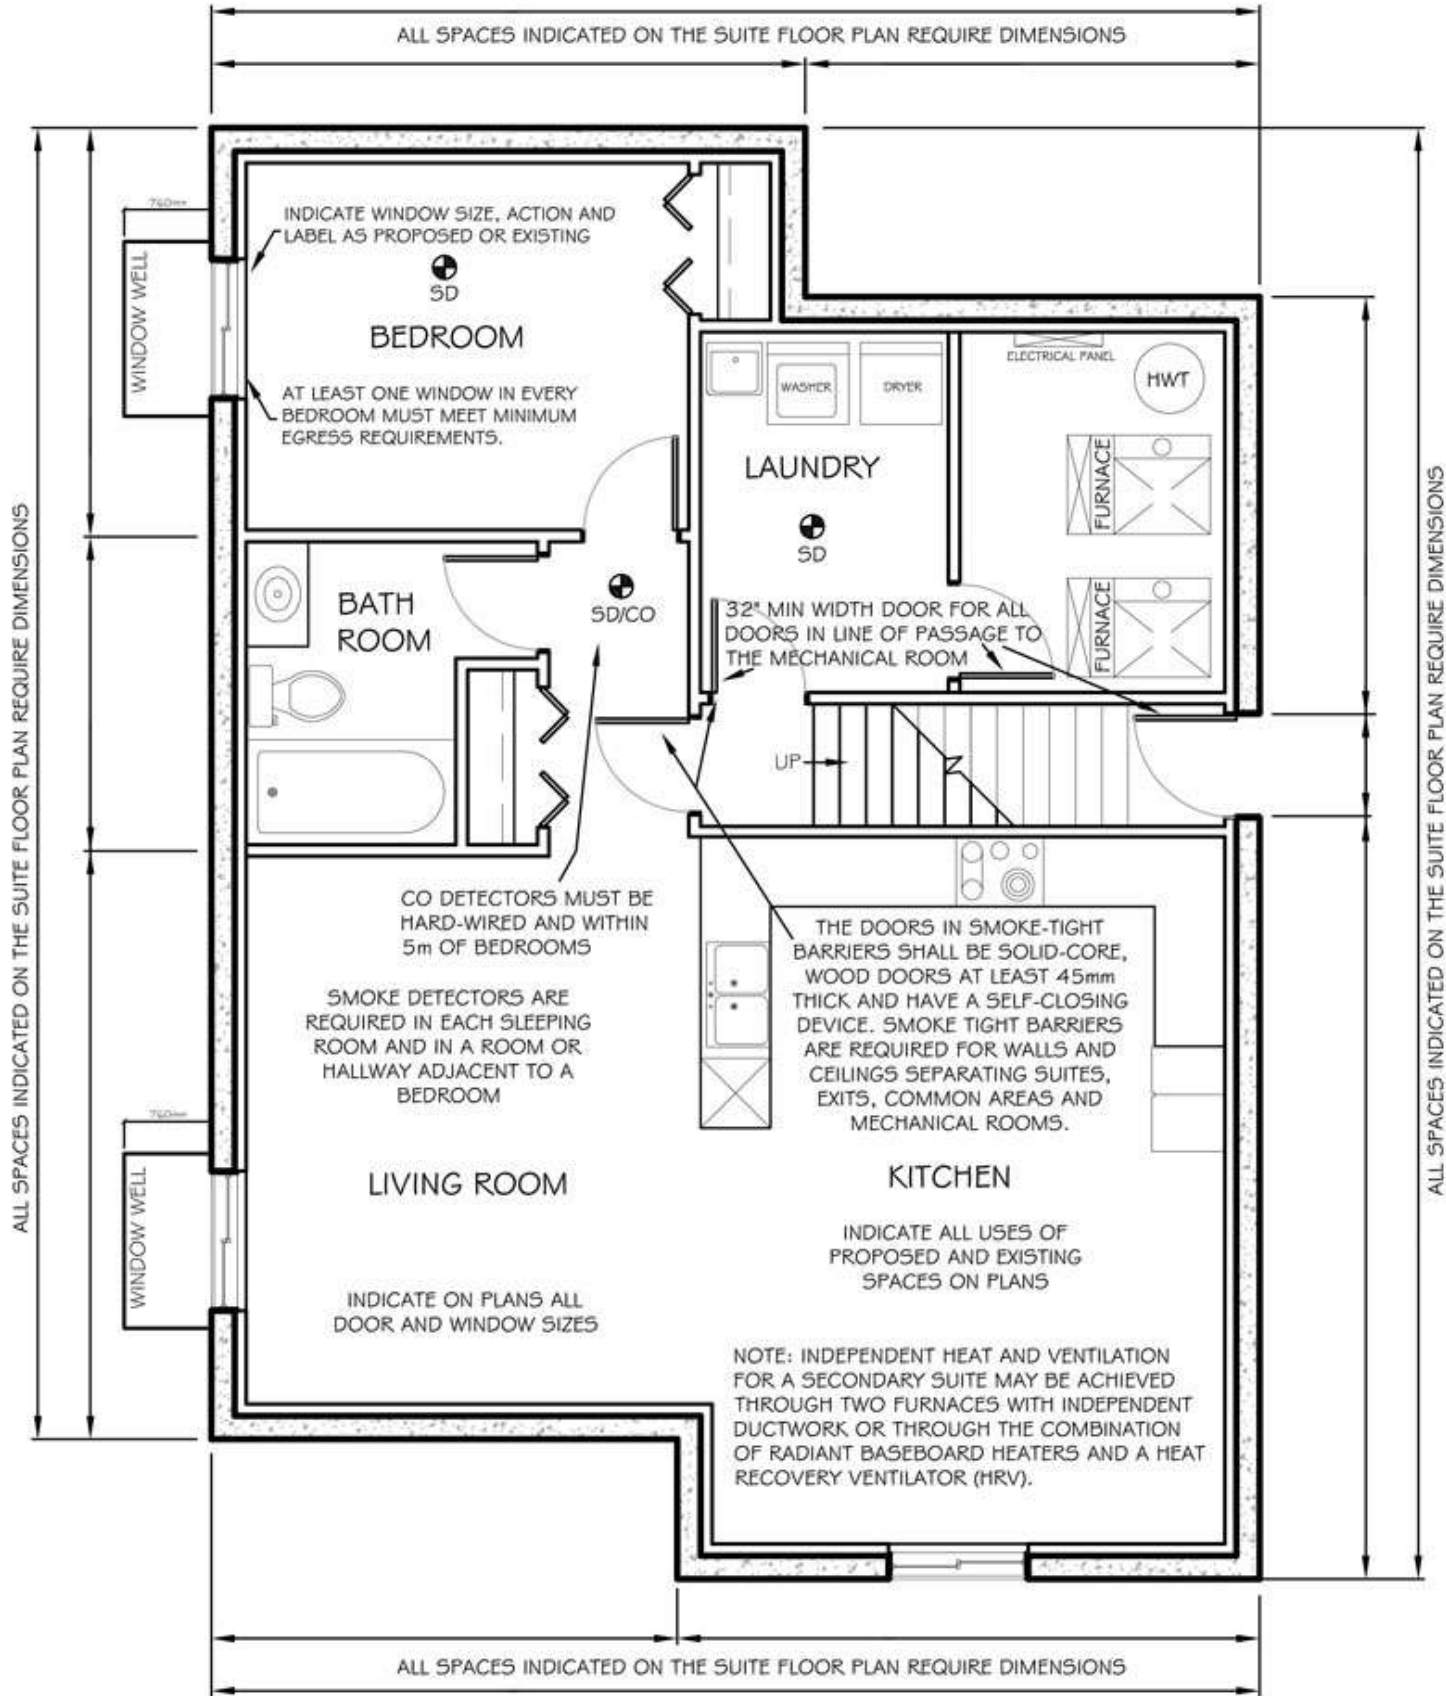 ALL SPACES INDICATED ON THE SUITE FLOOR PLAN REQUIRE DIMENSIONS
760mm
INDICATE WINDOW SIZE, ACTION AND
LABEL AS PROPOSED OR EXISTING
WINDOW WELL
SD
BEDROOM
AT LEAST ONE WINDOW IN EVERY
BEDROOM MUST MEET MINIMUM
EGRESS REQUIREMENTS.
WASHER
DRYER
ELECTRICAL PANEL
HWT
LAUNDRY
SD
FURNACE
FURNACE
ALL SPACES INDICATED ON THE SUITE FLOOR PLAN REQUIRE DIMENSIONS
ALL SPACES INDICATED ON THE SUITE FLOOR PLAN REQUIRE DIMENSIONS
BATH
ROOM
SD/CO
32" MIN WIDTH DOOR FOR ALL
DOORS IN LINE OF PASSAGE TO
THE MECHANICAL ROOM
UP
CO DETECTORS MUST BE
HARD-WIRED AND WITHIN
5m OF BEDROOMS
SMOKE DETECTORS ARE
REQUIRED IN EACH SLEEPING
ROOM AND IN A ROOM OR
HALLWAY ADJACENT TO A
BEDROOM
THE DOORS IN SMOKE-TIGHT
BARRIERS SHALL BE SOLID-CORE,
WOOD DOORS AT LEAST 45mm
THICK AND HAVE A SELF-CLOSING
DEVICE. SMOKE TIGHT BARRIERS
ARE REQUIRED FOR WALLS AND
CEILINGS SEPARATING SUITES,
EXITS, COMMON AREAS AND
MECHANICAL ROOMS.
760mm
WINDOW WELL
LIVING ROOM
KITCHEN
INDICATE ALL USES OF
PROPOSED AND EXISTING
SPACES ON PLANS
INDICATE ON PLANS ALL
DOOR AND WINDOW SIZES
NOTE: INDEPENDENT HEAT AND VENTILATION
FOR A SECONDARY SUITE MAY BE ACHIEVED
THROUGH TWO FURNACES WITH INDEPENDENT
DUCTWORK OR THROUGH THE COMBINATION
OF RADIANT BASEBOARD HEATERS AND A HEAT
RECOVERY VENTILATOR (HRV).
ALL SPACES INDICATED ON THE SUITE FLOOR PLAN REQUIRE DIMENSIONS